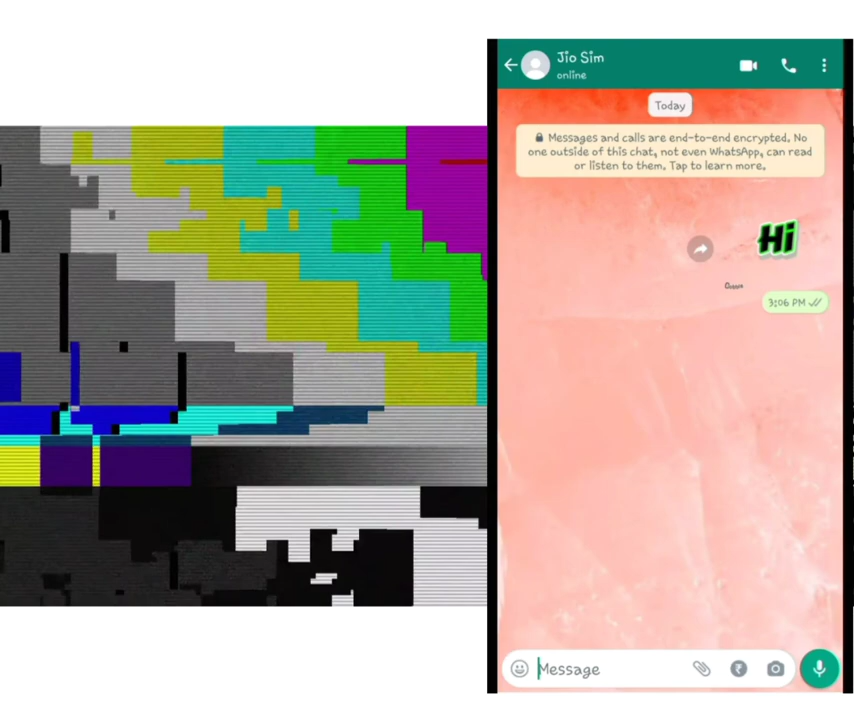 Jio Sim
online
Today
Messages and calls are end-to-end encrypted. No
one outside of this chat, not even WhatsApp, can read
or listen to them. Tap to learn more.
Hi
3:06 PM
Message